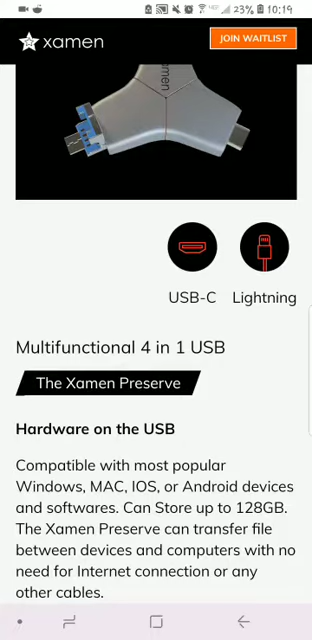 23% 10:19
xamen
JOIN WAITLIST
xamen
USB-C Lightning
Multifunctional 4 in 1 USB
The Xamen Preserve
Hardware on the USB
Compatible with most popular
Windows, MAC, IOS, or Android devices
and softwares. Can Store up to 128GB.
The Xamen Preserve can transfer file
between devices and computers with no
need for Internet connection or any
other cables.